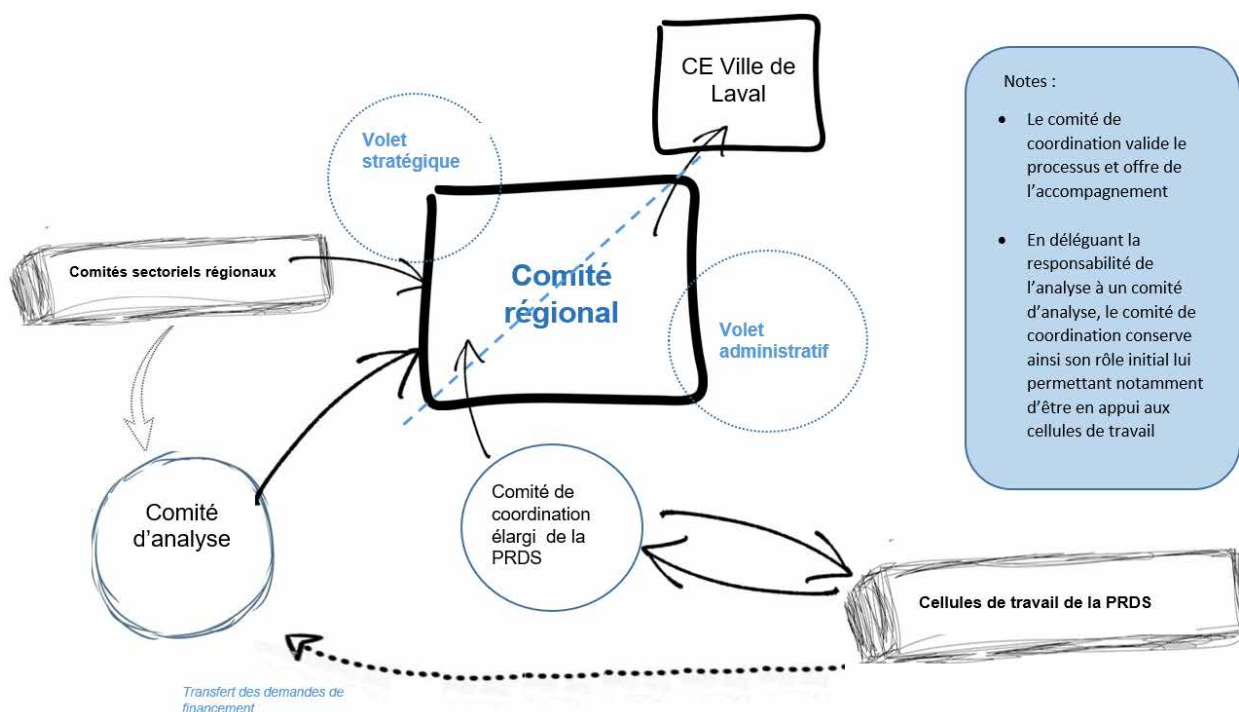 CE Ville de
Laval
Volet
stratégique
Comités sectoriels régionaux
Comité
régional
Volet
administratif
Comité
d'analyse
Comité de
coordination
élargi de la
PRDS
Cellules de travail de la PRDS
Transfert des demandes de
financement
Notes :
• Le comité de
coordination valide le
processus et offre de
l'accompagnement
• En déléguant la
responsabilité de
l'analyse à un comité
d'analyse, le comité de
coordination conserve
ainsi son rôle initial lui
permettant notamment
d'être en appui aux
cellules de travail